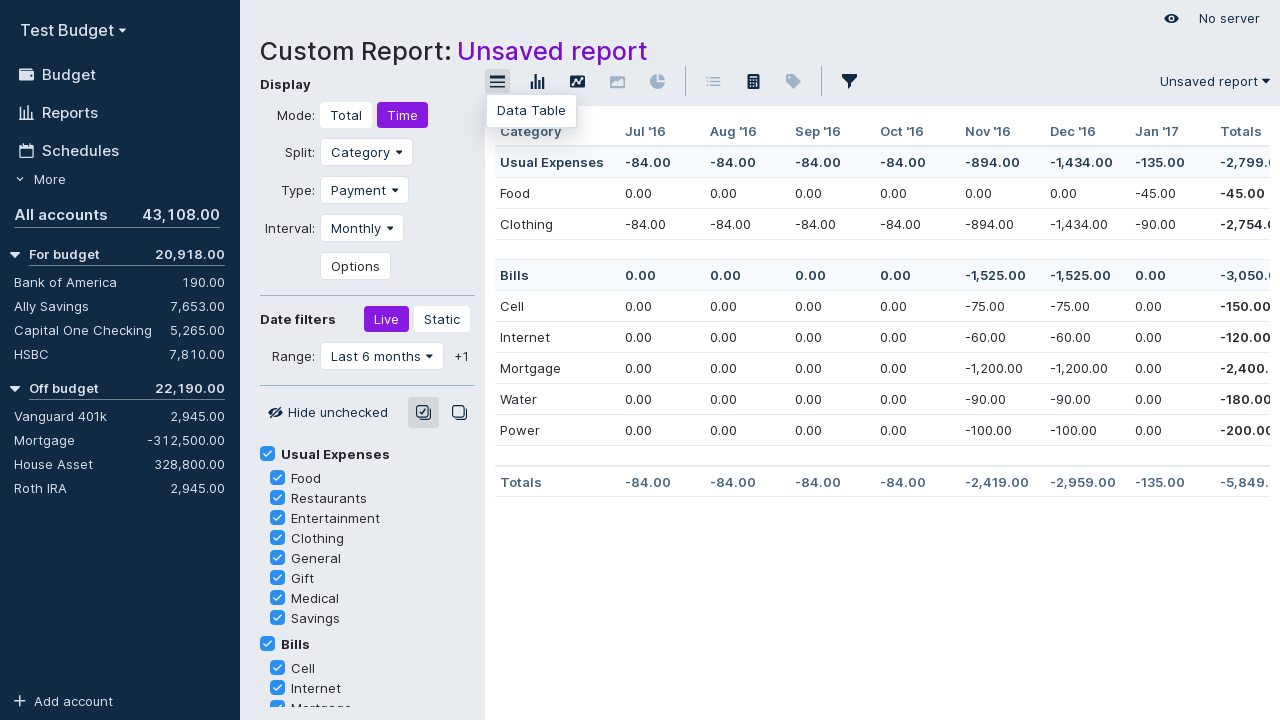 Test Budget
Budget
Reports
Schedules
More
All accounts 43,108.00
For budget 20,918.00
Bank of America 190.00
Ally Savings 7,653.00
Capital One Checking 5,265.00
HSBC 7,810.00
Off budget 22,190.00
Vanguard 401k 2,945.00
Mortgage -312,500.00
House Asset 328,800.00
Roth IRA 2,945.00
Add account
No server
Custom Report: Unsaved report
Display
Mode: Total Time
Split: Category
Type: Payment
Interval: Monthly
Options
Date filters Live Static
Range: Last 6 months +1
Hide unchecked
Usual Expenses
Food
Restaurants
Entertainment
Clothing
General
Gift
Medical
Savings
Bills
Cell
Internet
Mortgage
Unsaved report
Data Table
Category Jul '16 Aug '16 Sep '16 Oct '16 Nov '16 Dec '16 Jan '17 Totals
Usual Expenses -84.00 -84.00 -84.00 -84.00 -894.00 -1,434.00 -135.00 -2,799.0
Food 0.00 0.00 0.00 0.00 0.00 0.00 -45.00 -45.00
Clothing -84.00 -84.00 -84.00 -84.00 -894.00 -1,434.00 -90.00 -2,754.0
Bills 0.00 0.00 0.00 0.00 -1,525.00 -1,525.00 0.00 -3,050.0
Cell 0.00 0.00 0.00 0.00 -75.00 -75.00 0.00 -150.00
Internet 0.00 0.00 0.00 0.00 -60.00 -60.00 0.00 -120.00
Mortgage 0.00 0.00 0.00 0.00 -1,200.00 -1,200.00 0.00 -2,400.
Water 0.00 0.00 0.00 0.00 -90.00 -90.00 0.00 -180.00
Power 0.00 0.00 0.00 0.00 -100.00 -100.00 0.00 -200.00
Totals -84.00 -84.00 -84.00 -84.00 -2,419.00 -2,959.00 -135.00 -5,849.